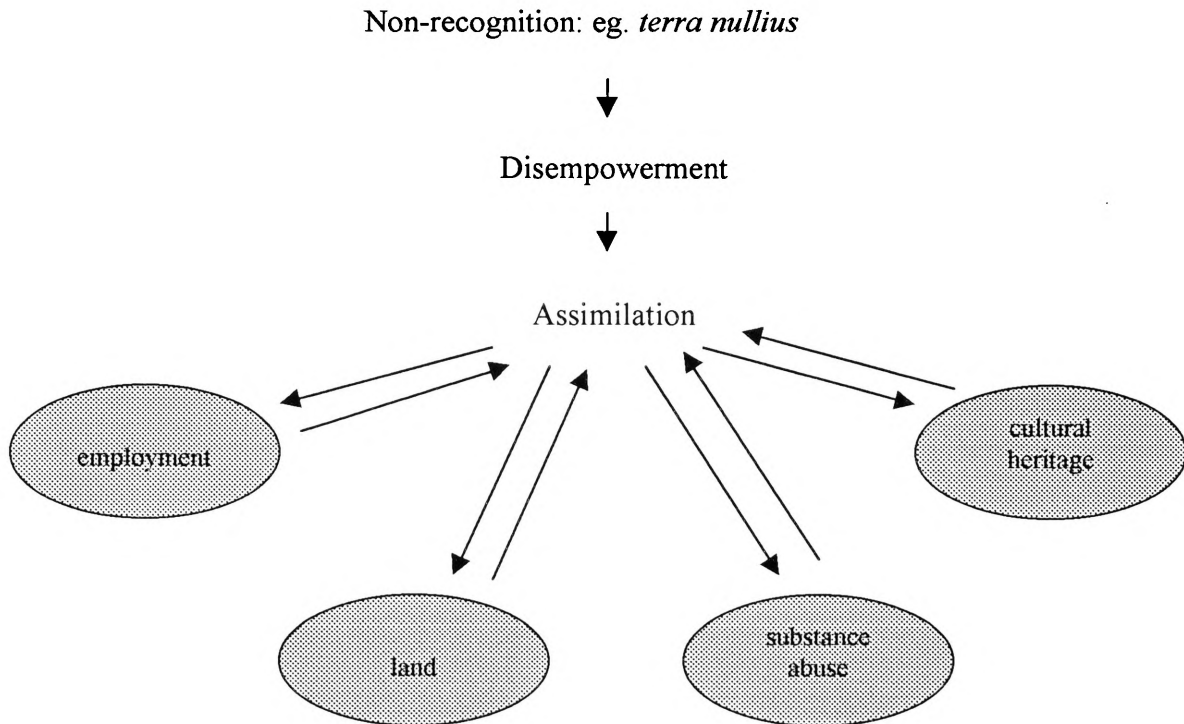 Non-recognition: eg. terra nullius
Disempowerment
Assimilation
employment
cultural
heritage
land
substance
abuse